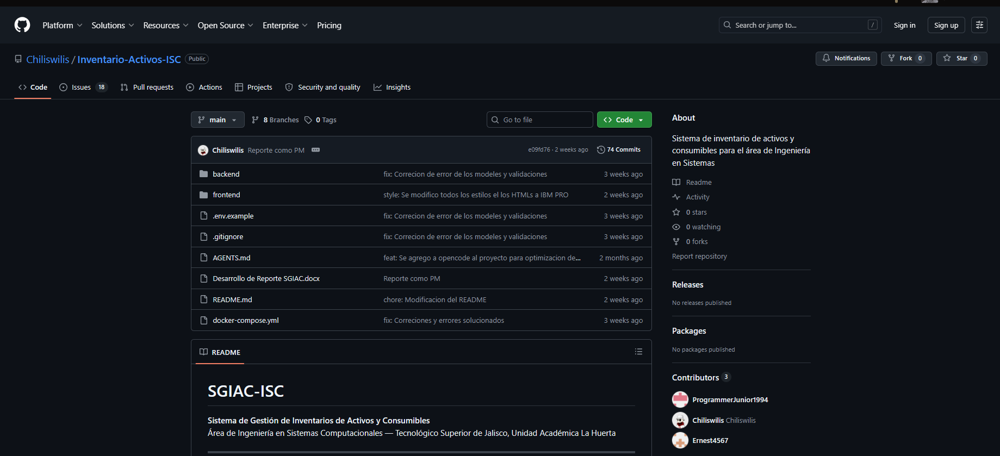 Platform Solutions Resources Open Source Enterprise Pricing Search or jump to... / Sign in Sign up
Chiliswilis / Inventario-Activos-ISC Public Notifications Fork 0 Star 0
Code Issues 18 Pull requests Actions Projects Security and quality Insights
main 8 Branches 0 Tags Go to file Code
Chiliswilis Reporte como PM e09fd76 · 2 weeks ago 74 Commits
backend fix: Correcion de error de los modeles y validaciones 3 weeks ago
frontend style: Se modifico todos los estilos el los HTMLs a IBM PRO 2 weeks ago
.env.example fix: Correcion de error de los modeles y validaciones 3 weeks ago
.gitignore fix: Correcion de error de los modeles y validaciones 3 weeks ago
AGENTS.md feat: Se agrego a opencode al proyecto para optimizacion de... 2 months ago
Desarrollo de Reporte SGIAC.docx Reporte como PM 2 weeks ago
README.md chore: Modificacion del README 2 weeks ago
docker-compose.yml fix: Correciones y errores solucionados 3 weeks ago
README
SGIAC-ISC
Sistema de Gestión de Inventarios de Activos y Consumibles
Área de Ingeniería en Sistemas Computacionales — Tecnológico Superior de Jalisco, Unidad Académica La Huerta
About
Sistema de inventario de activos y
consumibles para el área de Ingeniería
en Sistemas
Readme
Activity
0 stars
0 watching
0 forks
Report repository
Releases
No releases published
Packages
No packages published
Contributors 3
ProgrammerJunior1994
Chiliswilis Chiliswilis
Ernest4567